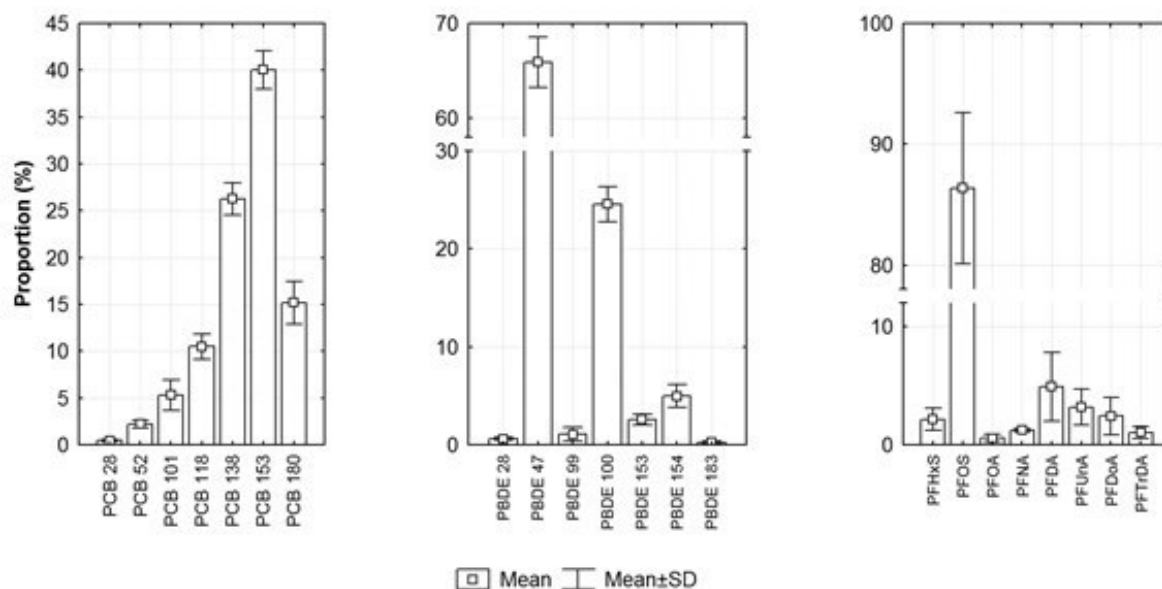 Proportion (%)
45
40
35
30
25
20
15
10
5
0
PCB 28
PCB 52
PCB 101
PCB 118
PCB 138
PCB 153
PCB 180
70
60
30
20
10
0
PBDE 28
PBDE 47
PBDE 99
PBDE 100
PBDE 153
PBDE 154
PBDE 183
100
90
80
10
0
PFHxS
PFOS
PFOA
PFNA
PFDA
PFUnA
PFDoA
PFTrDA
Mean Mean±SD